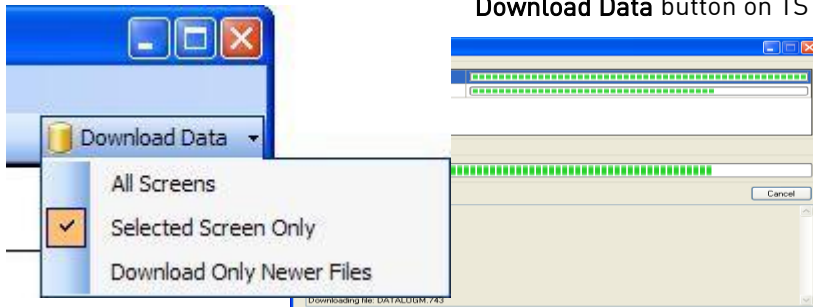 Download Data button on TS
Download Data
All Screens
Selected Screen Only
Download Only Newer Files
Cancel
Downloading file: DATALOGM.743